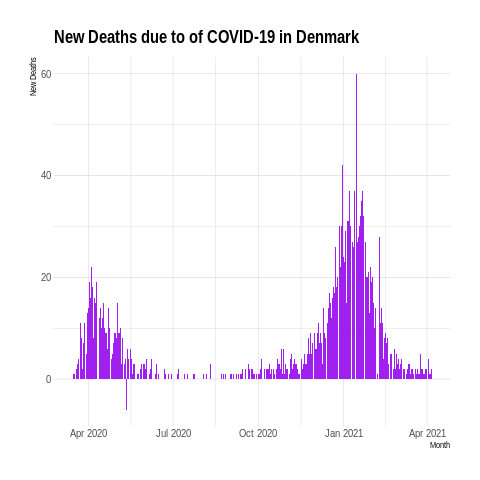 New Deaths due to of COVID-19 in Denmark
New Deaths
60
40
20
0
Apr 2020 Jul 2020 Oct 2020 Jan 2021 Apr 2021
Month